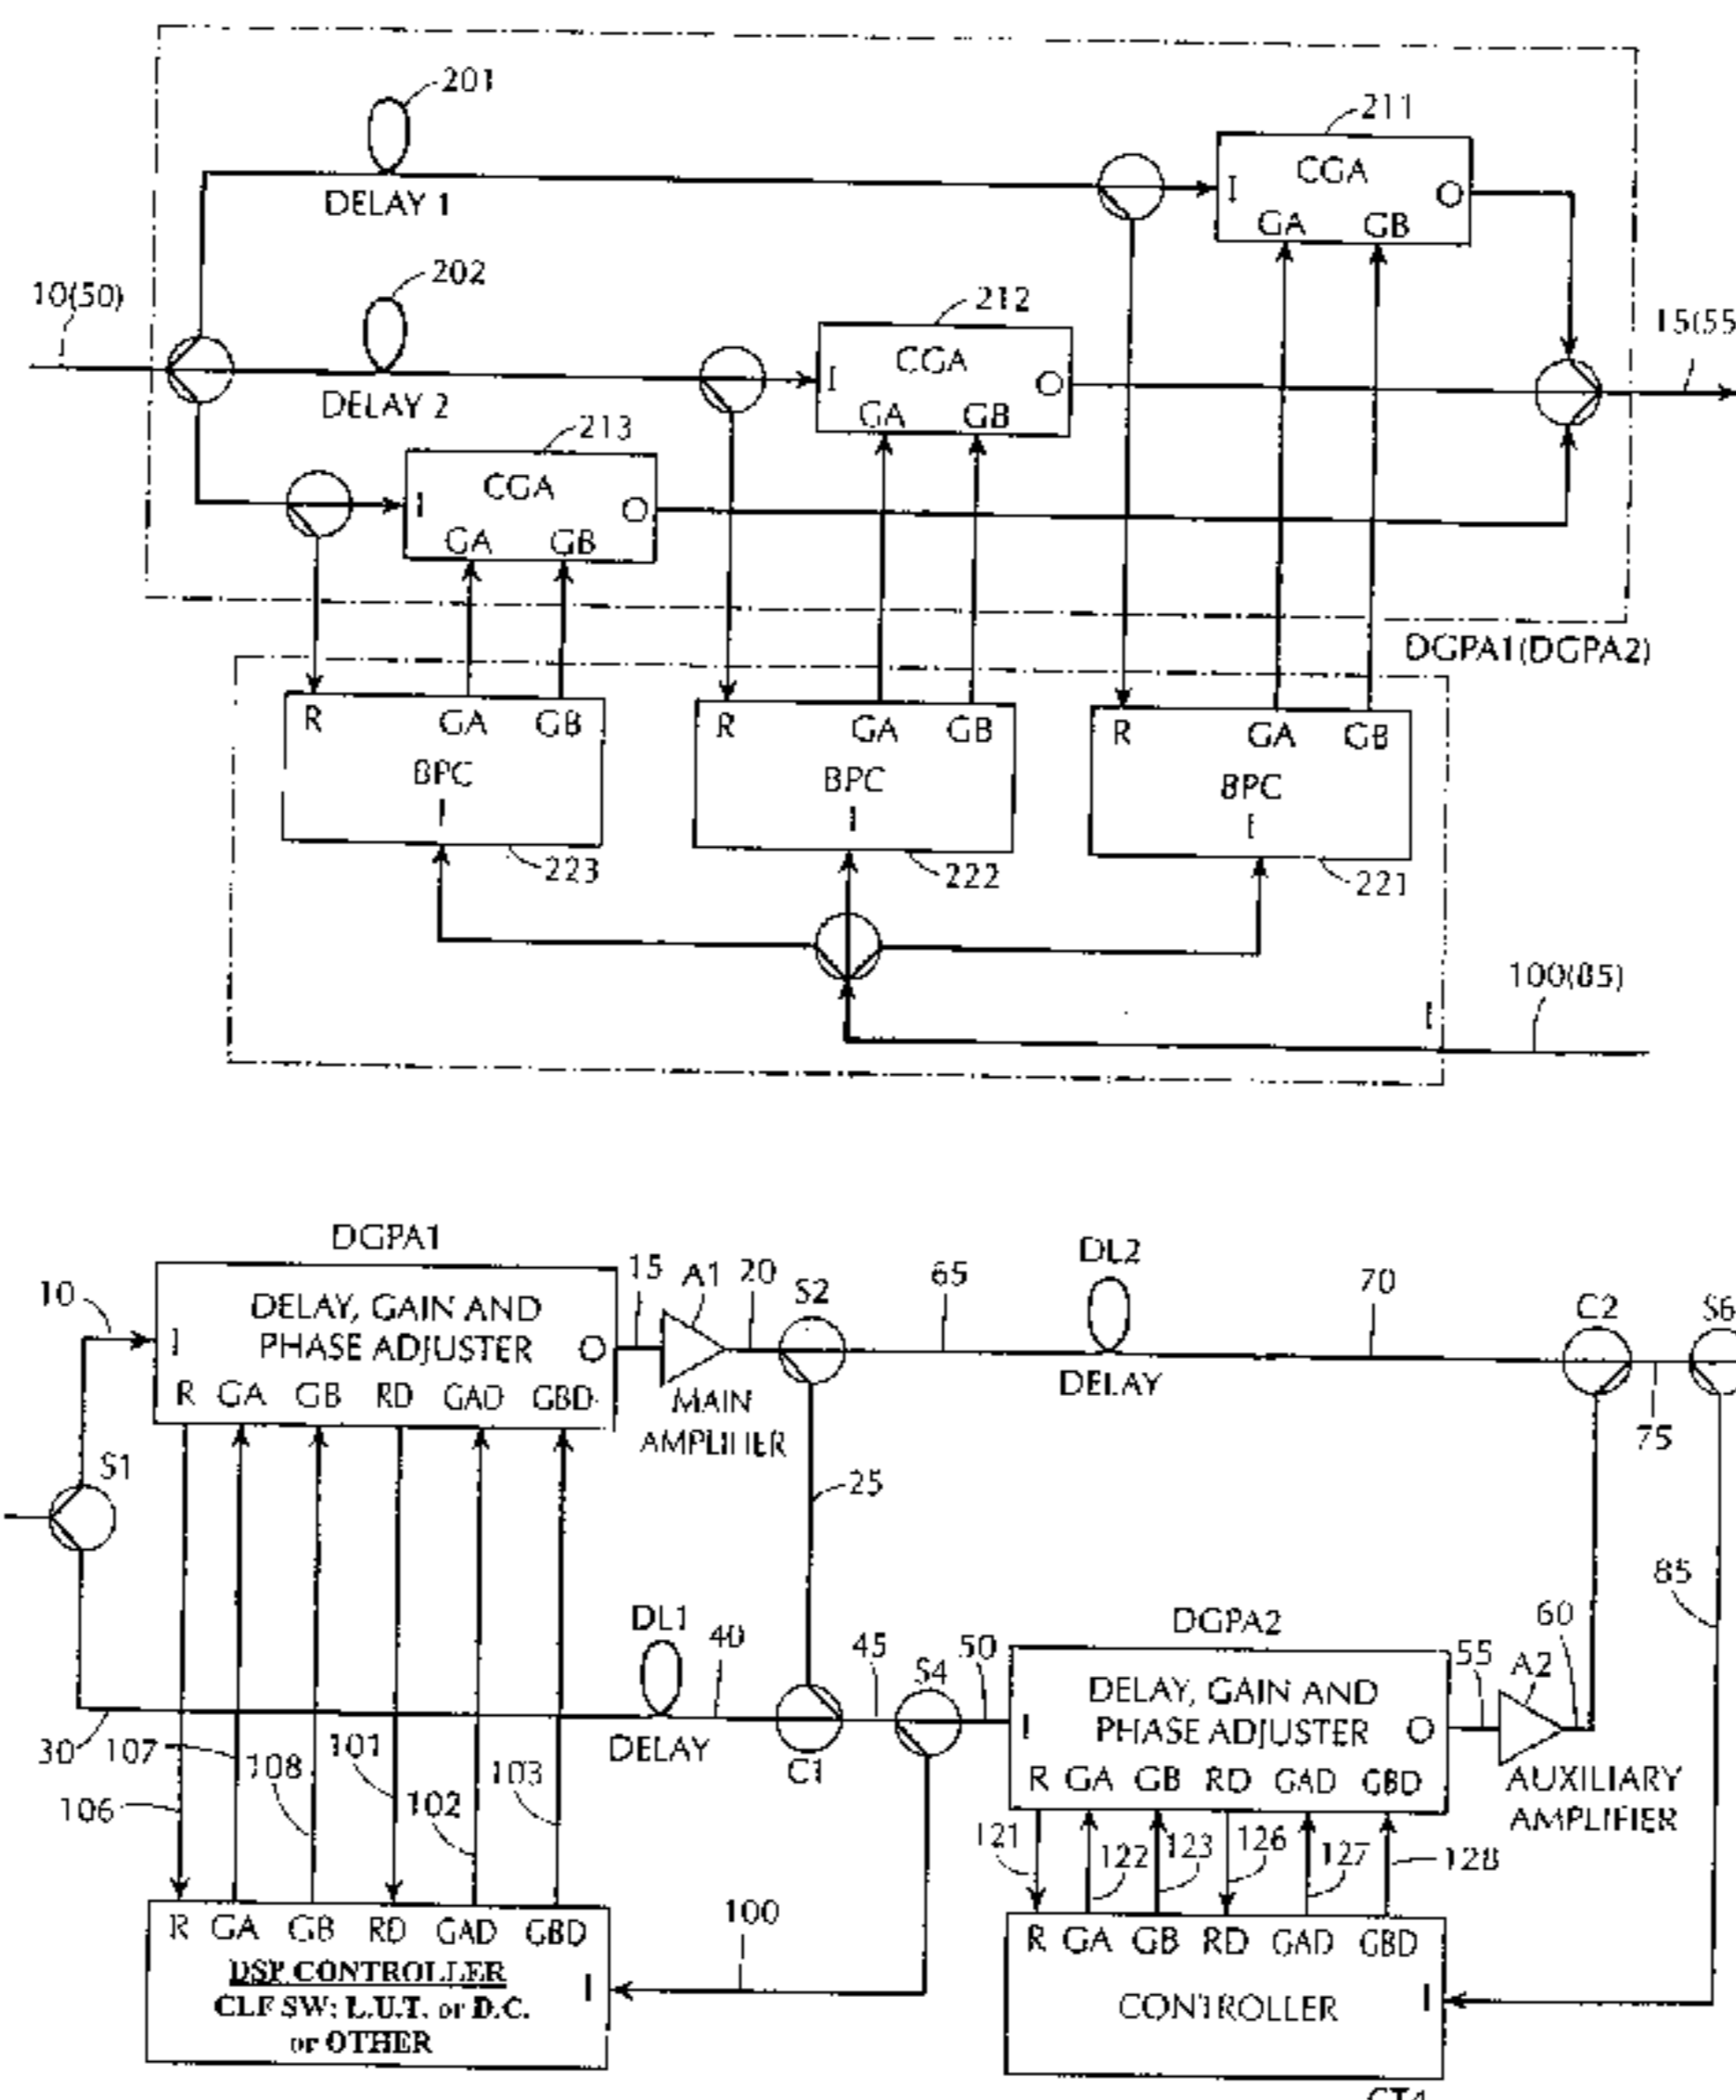 201
211
CGA
I
O
GA GB
DELAY 1
202
10(50)
212
15(55
CGA
I
O
GA GB
DELAY 2
213
CGA
I
O
GA GB
DGPA1(DGPA2)
R GA GB
BPC
I
223
R GA GB
BPC
I
222
R GA GB
BPC
I
221
100(85)
I
DGPA1
10
15 A1 20 S2 65 DL2 70 C2 S6
DELAY, GAIN AND
PHASE ADJUSTER
I
O
R GA GB RD GAD GBD
MAIN
AMPLIFIER
DELAY
75
S1
25
85
DL1
40
45
S4
50
DGPA2
55
A2
60
DELAY, GAIN AND
PHASE ADJUSTER
I
O
R GA GB RD GAD GBD
30 107
108
101
102
103
106
DELAY
C1
AUXILIARY
AMPLIFIER
121
122
123
126
127
128
100
R GA GB RD GAD GBD
DSP CONTROLLER
CLF SW: L.U.T. or D.C.
or OTHER
I
R GA GB RD GAD GBD
CONTROLLER
I